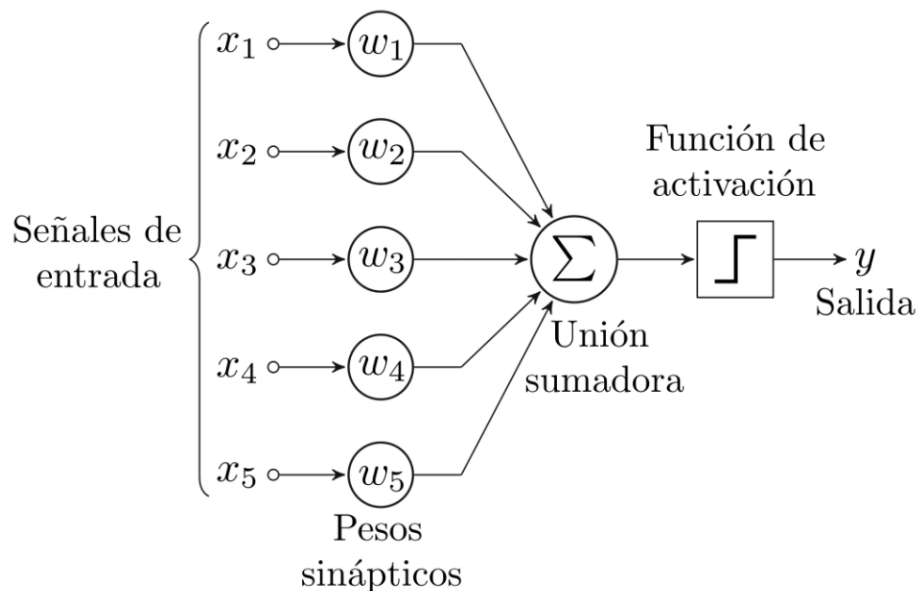 Señales de
entrada
x₁
w₁
x₂
w₂
x₃
w₃
x₄
w₄
x₅
w₅
Pesos
sinápticos
∑
Unión
sumadora
Función de
activación
y
Salida